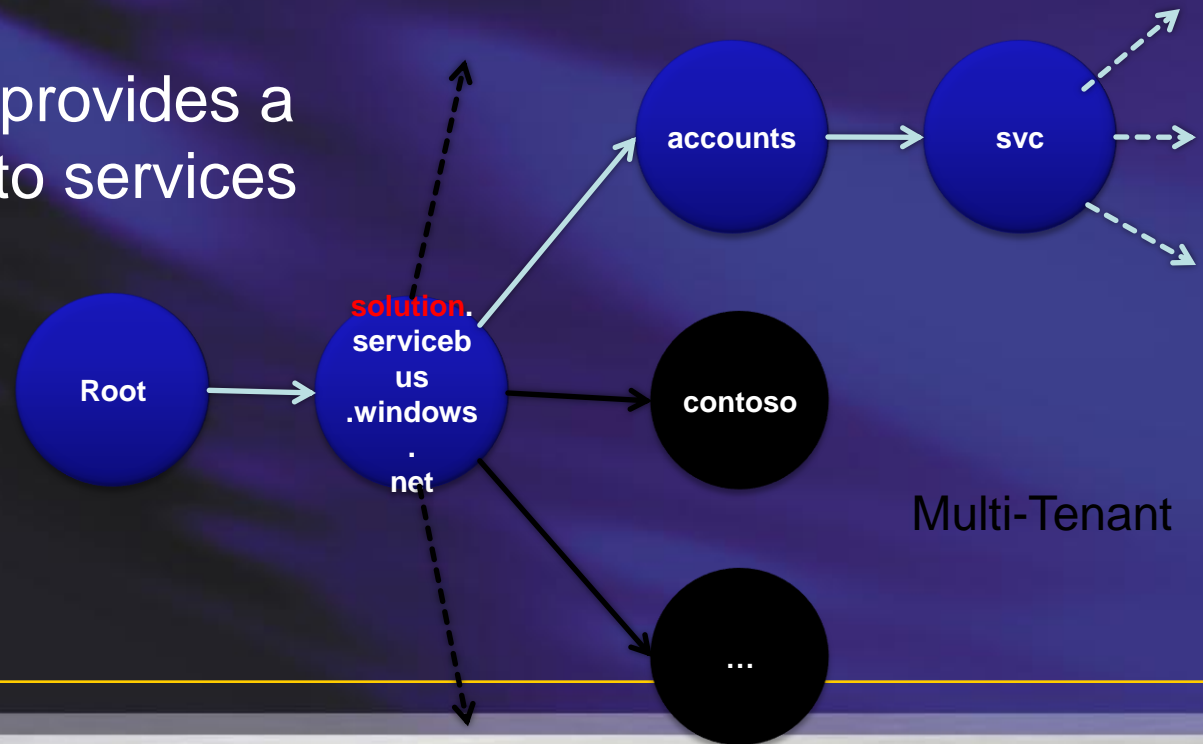 provides a
to services
accounts
svc
Root
solution.
serviceb
us
.windows
.
net
contoso
Multi-Tenant
...